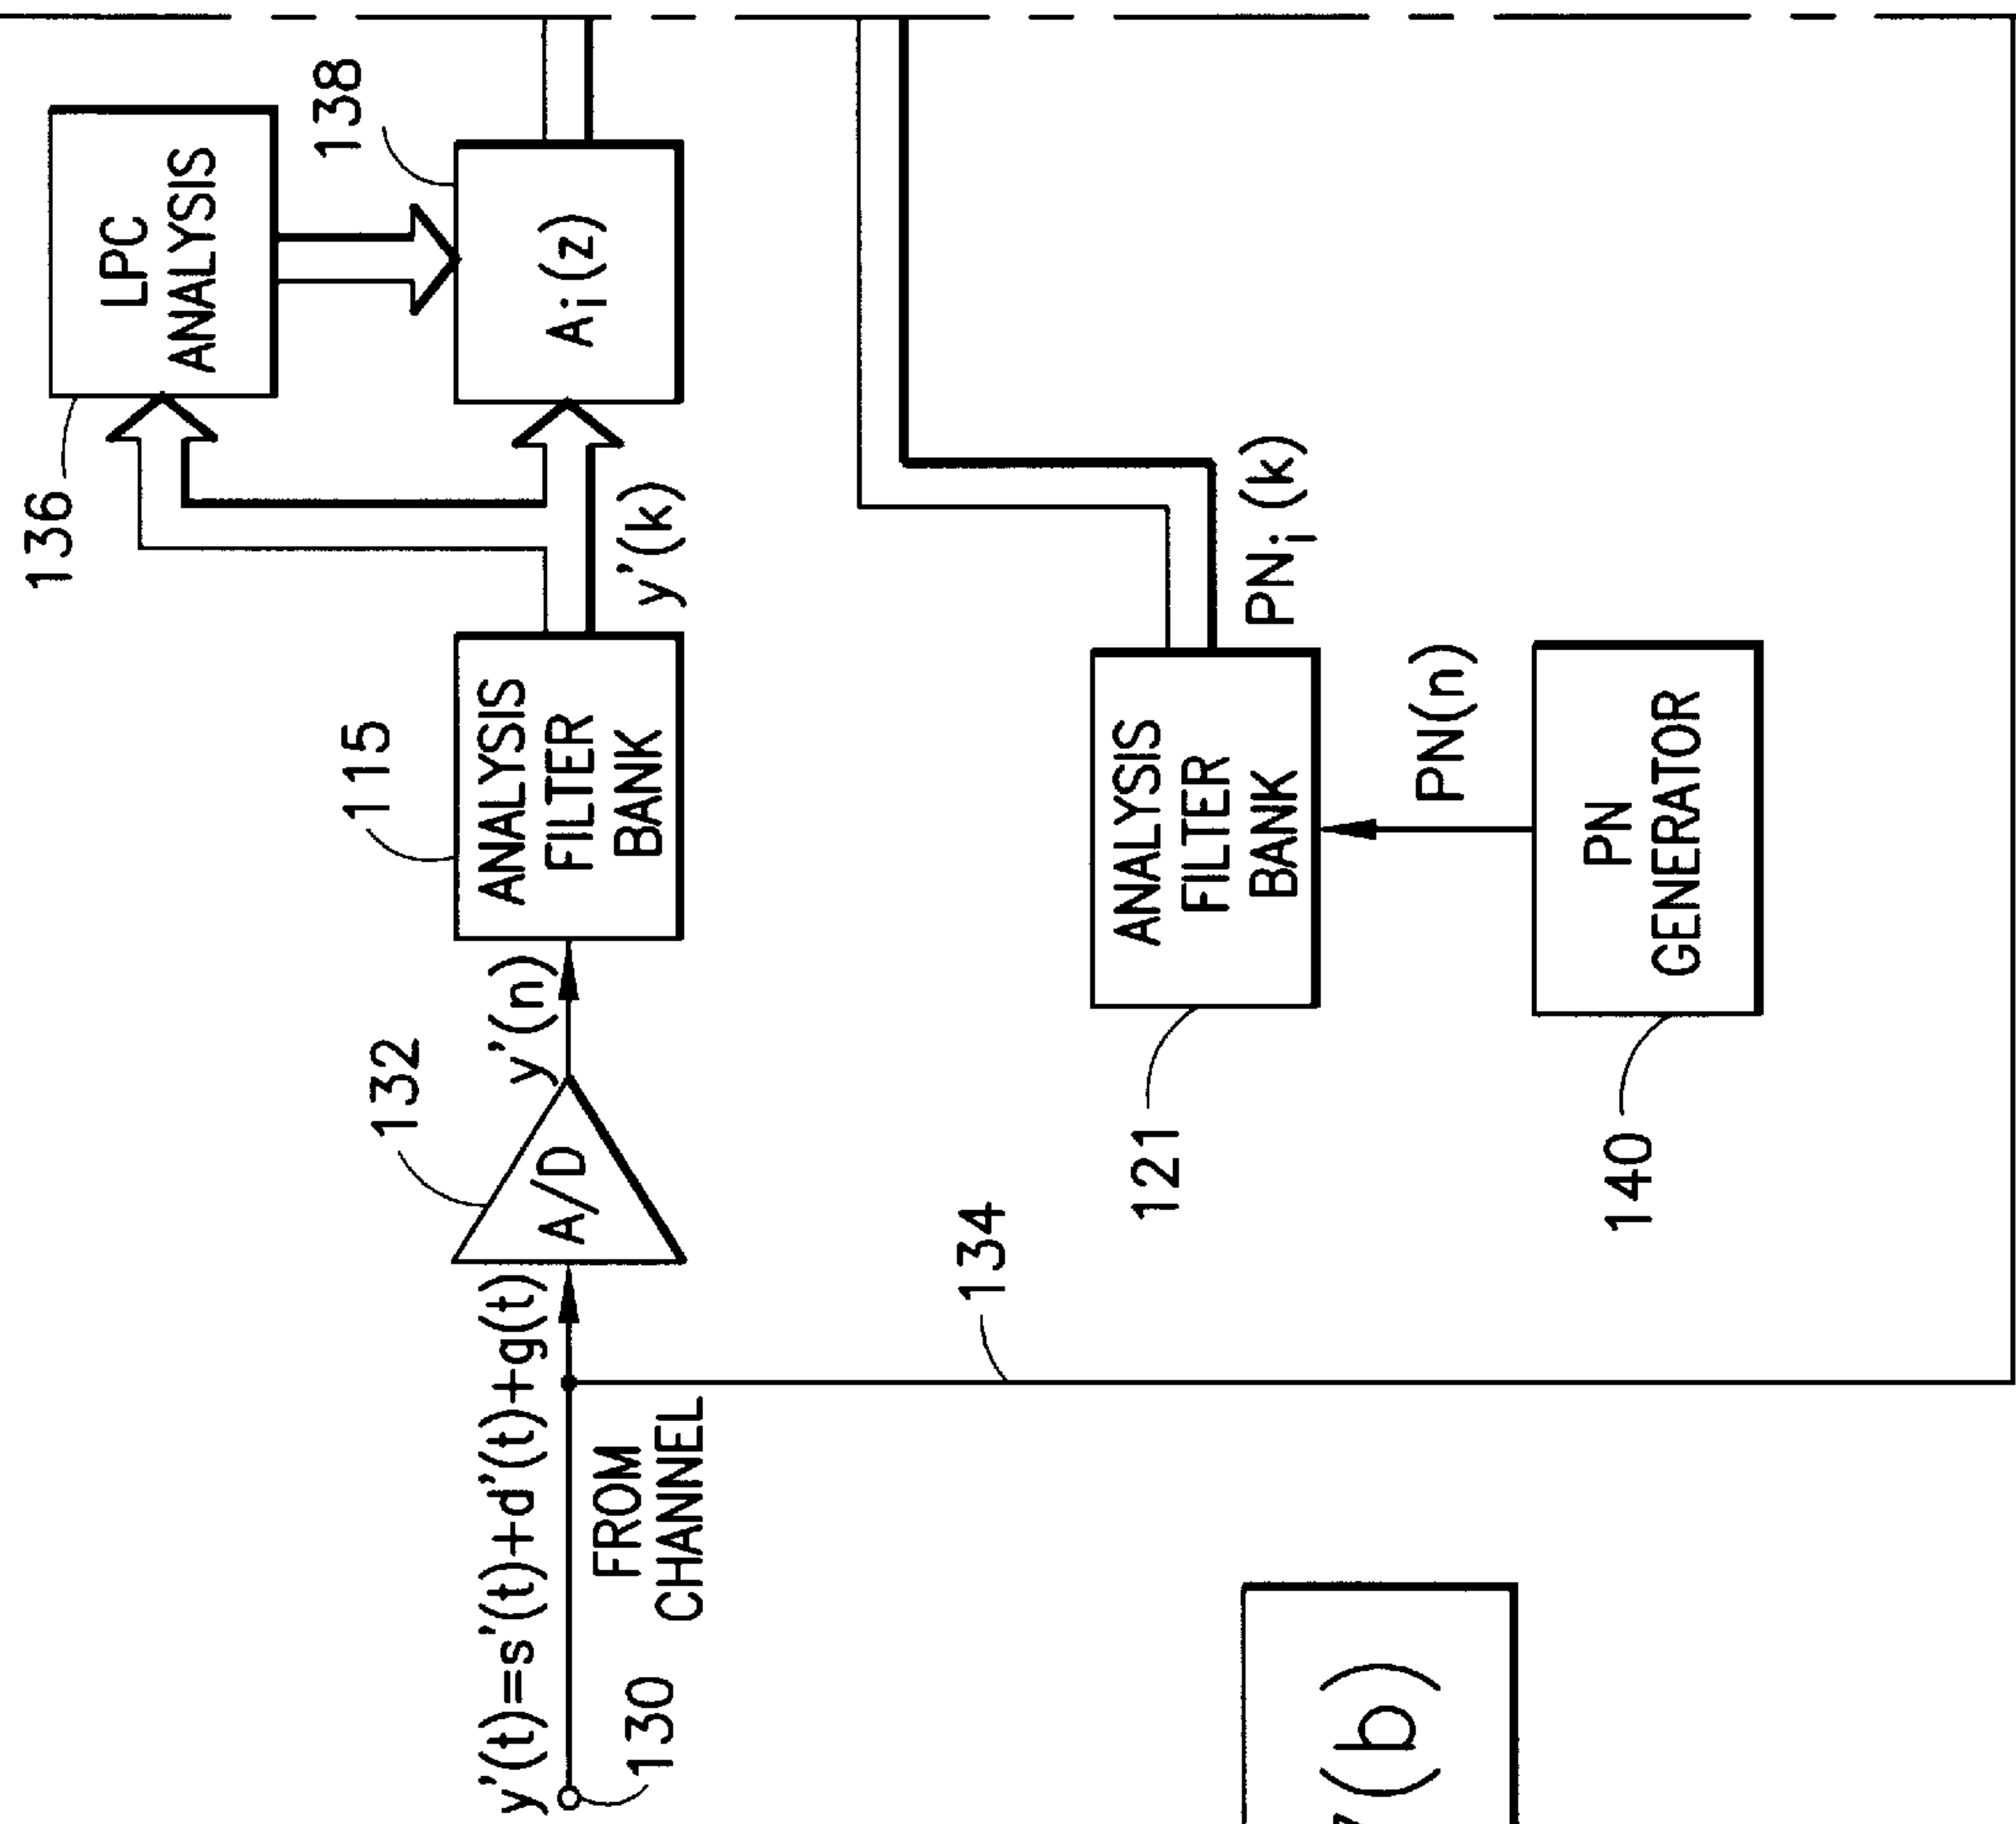 136
LPC
ANALYSIS
138
Ai(z)
115
ANALYSIS
FILTER
BANK
y'(k)
132
A/D
y'(n)
y'(t)=s'(t)+d'(t)+g(t)
FROM
CHANNEL
130
134
121
ANALYSIS
FILTER
BANK
PNi(k)
PN(n)
140
PN
GENERATOR
(b)